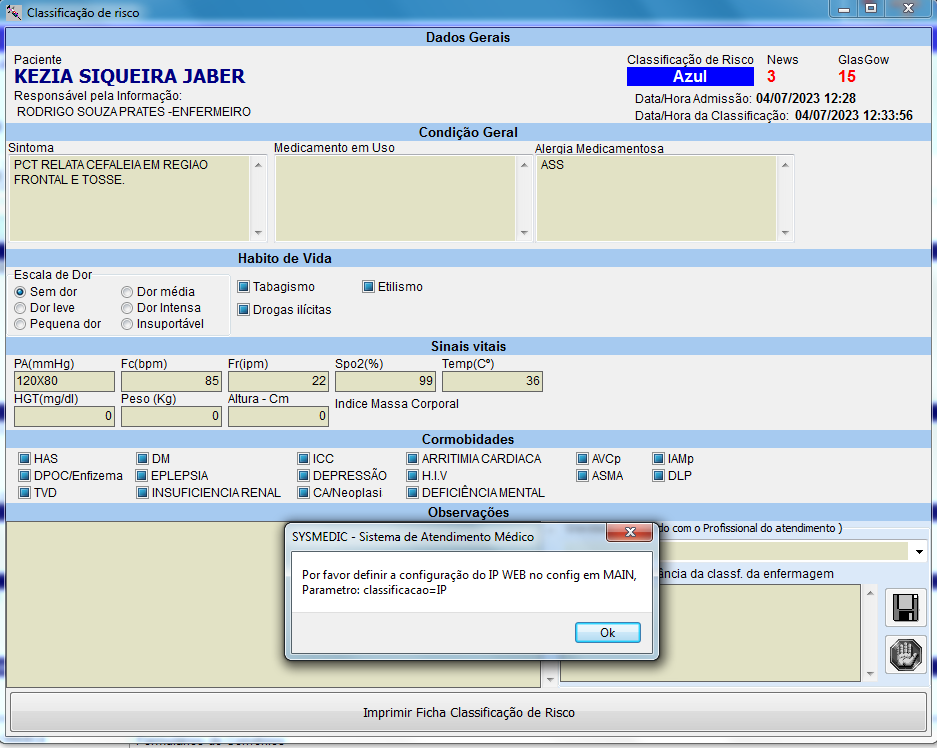 Classificação de risco
Dados Gerais
Paciente
KEZIA SIQUEIRA JABER
Responsável pela Informação:
RODRIGO SOUZA PRATES -ENFERMEIRO
Classificação de Risco News GlasGow
Azul 3 15
Data/Hora Admissão: 04/07/2023 12:28
Data/Hora da Classificação: 04/07/2023 12:33:56
Condição Geral
Sintoma Medicamento em Uso Alergia Medicamentosa
PCT RELATA CEFALEIA EM REGIAO ASS
FRONTAL E TOSSE.
Habito de Vida
Escala de Dor
Sem dor Dor média
Dor leve Dor Intensa
Pequena dor Insuportável
Tabagismo Etilismo
Drogas ilícitas
Sinais vitais
PA(mmHg) Fc(bpm) Fr(ipm) Spo2(%) Temp(C°)
120X80 85 22 99 36
HGT(mg/dl) Peso (Kg) Altura - Cm
0 0 0
Indice Massa Corporal
Cormobidades
HAS DM ICC ARRITIMIA CARDIACA AVCp IAMp
DPOC/Enfizema EPLEPSIA DEPRESSÃO H.I.V ASMA DLP
TVD INSUFICIENCIA RENAL CA/Neoplasi DEFICIÊNCIA MENTAL
Observações
do com o Profissional do atendimento )
ância da classf. da enfermagem
SYSMEDIC - Sistema de Atendimento Médico
Por favor definir a configuração do IP WEB no config em MAIN,
Parametro: classificacao=IP
Ok
Imprimir Ficha Classificação de Risco